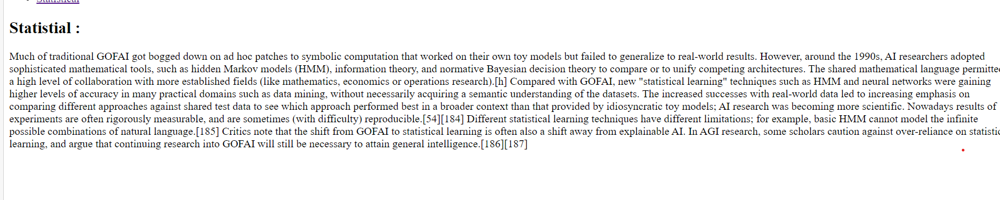 Statistical
Statistial :
Much of traditional GOFAI got bogged down on ad hoc patches to symbolic computation that worked on their own toy models but failed to generalize to real-world results. However, around the 1990s, AI researchers adopted
sophisticated mathematical tools, such as hidden Markov models (HMM), information theory, and normative Bayesian decision theory to compare or to unify competing architectures. The shared mathematical language permitted
a high level of collaboration with more established fields (like mathematics, economics or operations research).[h] Compared with GOFAI, new "statistical learning" techniques such as HMM and neural networks were gaining
higher levels of accuracy in many practical domains such as data mining, without necessarily acquiring a semantic understanding of the datasets. The increased successes with real-world data led to increasing emphasis on
comparing different approaches against shared test data to see which approach performed best in a broader context than that provided by idiosyncratic toy models; AI research was becoming more scientific. Nowadays results of
experiments are often rigorously measurable, and are sometimes (with difficulty) reproducible.[54][184] Different statistical learning techniques have different limitations; for example, basic HMM cannot model the infinite
possible combinations of natural language.[185] Critics note that the shift from GOFAI to statistical learning is often also a shift away from explainable AI. In AGI research, some scholars caution against over-reliance on statistic
learning, and argue that continuing research into GOFAI will still be necessary to attain general intelligence.[186][187]